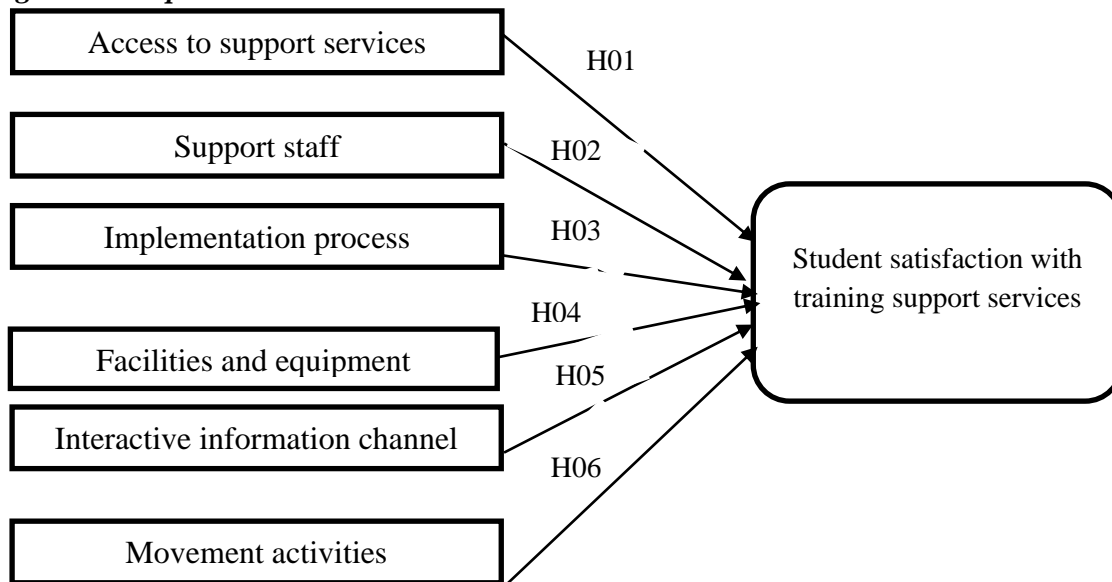 Access to support services
H01
Support staff
H02
Implementation process
H03
Student satisfaction with
training support services
H04
Facilities and equipment
H05
Interactive information channel
H06
Movement activities